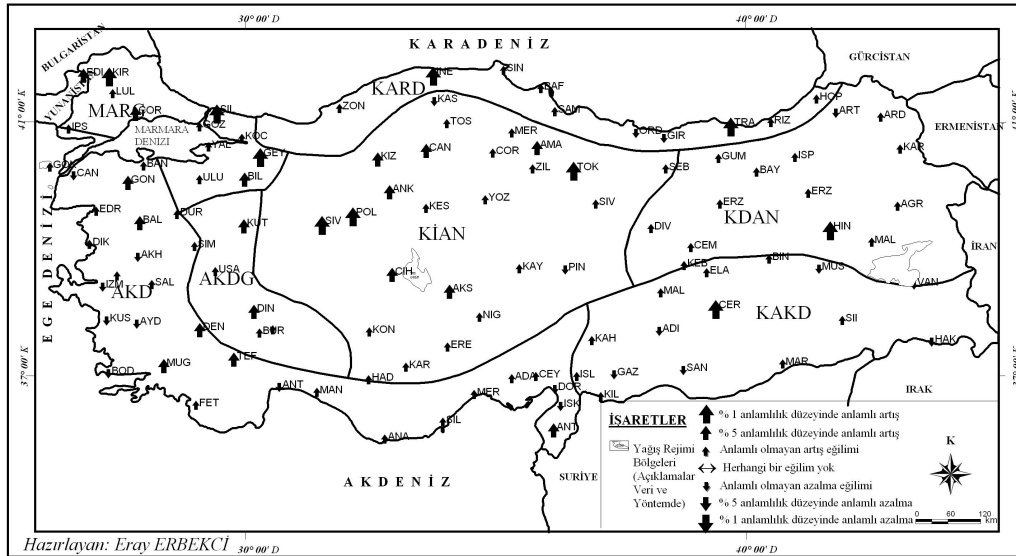 30° 00' D
40° 00' D
BULGARİSTAN
KARADENİZ
GÜRCİSTAN
EDI
KIR
INE
SIN
LUL
KARD
BAF
YUNANİSTAN
MAR
COR
SIL
ZON
KAS
SAM
HOP
ART
ARD
41° 00' K
41° 00' K
IPS
MARMARA
DENIZI
GOZ
KOC
TOS
MER
ORD
GIR
TRA
RIZ
ERMENİSTAN
YAL
GEY
KIZ
CAN
COR
AMA
KAR
GOK
CAN
BAN
GON
ULU
BIL
ZIL
TOK
SEB
GUM
BAY
ISP
ANK
YOZ
ERZ
ERZ
EDR
BAL
DUR
KUT
SIV
POL
KES
SIV
KDAN
AGR
DIV
HIN
KİAN
EGE DENİZİ
DIK
AKH
SIM
CEM
MAL
İRAN
AKDG
USA
CIH
KAY
PIN
KEB
ELA
BIN
MUS
VAN
IZM
AKD
SAL
AKS
MAL
CER
KAKD
KUS
AYD
DEN
DIN
BUR
KON
NIG
ADI
SII
ERE
KAH
HAK
37° 00' K
37° 00' K
BOD
MUG
TEF
HAD
KAR
ADA
CEY
ISL
GAZ
SAN
MAR
ANT
MAN
MER
DOR
KIL
IRAK
FET
SIL
ISK
ANA
ANT
AKDENİZ
SURİYE
İŞARETLER
Yağış Rejimi
Bölgeleri
(Açıklamalar
Veri ve
Yöntemde)
% 1 anlamlılık düzeyinde anlamlı artış
% 5 anlamlılık düzeyinde anlamlı artış
Anlamlı olmayan artış eğilimi
Herhangi bir eğilim yok
Anlamlı olmayan azalma eğilimi
% 5 anlamlılık düzeyinde anlamlı azalma
% 1 anlamlılık düzeyinde anlamlı azalma
K
0 60 120
km
Hazırlayan: Eray ERBEKCİ
30° 00' D
40° 00' D